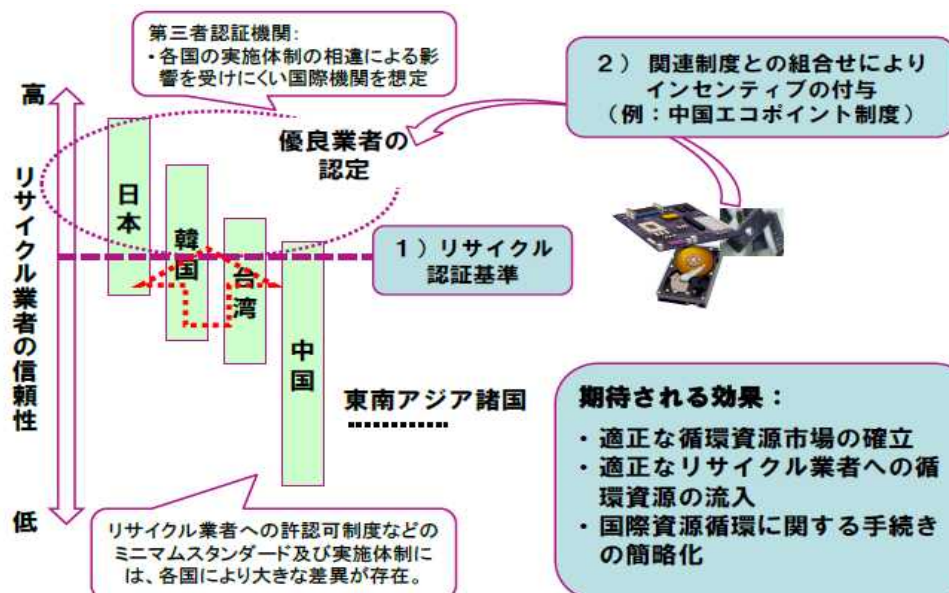 第三者認証機関:
・各国の実施体制の相違による影
響を受けにくい国際機関を想定
2） 関連制度との組合せにより
インセンティブの付与
（例：中国エコポイント制度）
高
優良業者の
認定
リサイクル業者の信頼性
日本
韓国
台湾
中国
1）リサイクル
認証基準
東南アジア諸国
低
リサイクル業者への許認可制度などの
ミニマムスタンダード及び実施体制に
は、各国により大きな差異が存在。
期待される効果：
・適正な循環資源市場の確立
・適正なリサイクル業者への循
環資源の流入
・国際資源循環に関する手続き
の簡略化